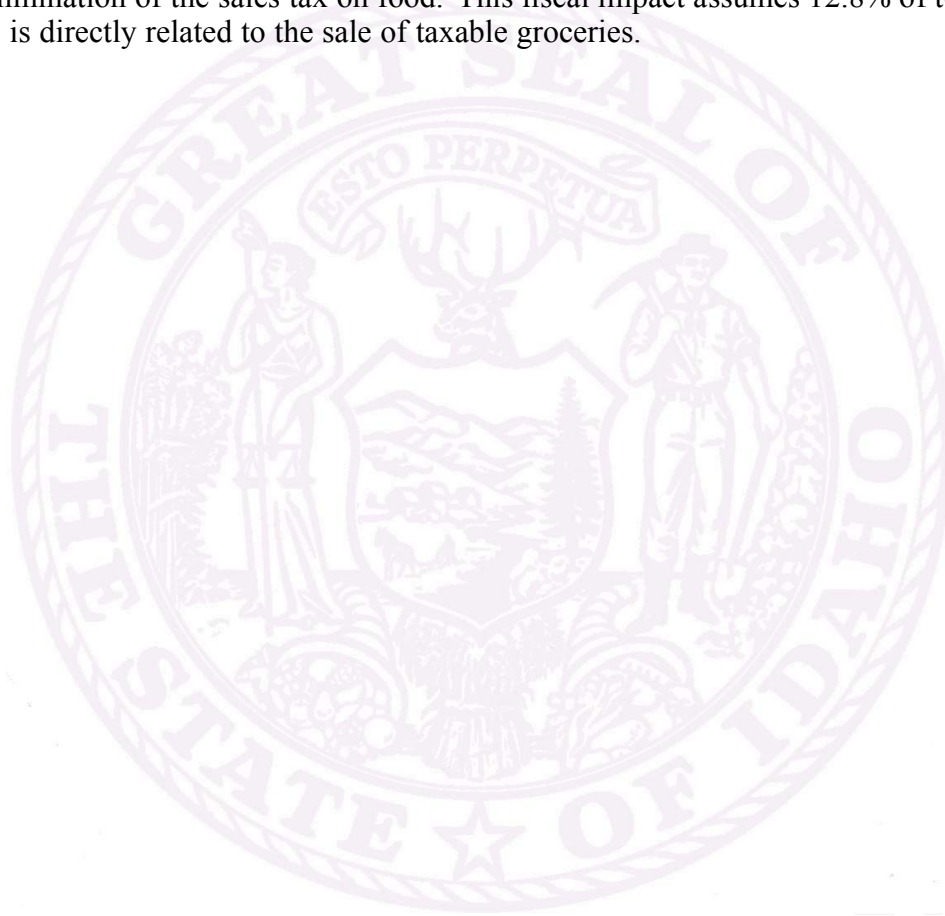 of the sales tax on food. This fiscal impact assumes 12.8% of
is directly related to the sale of taxable groceries.
GREAT SEAL OF
ESTO PERPETUA
THE STATE OF IDAHO